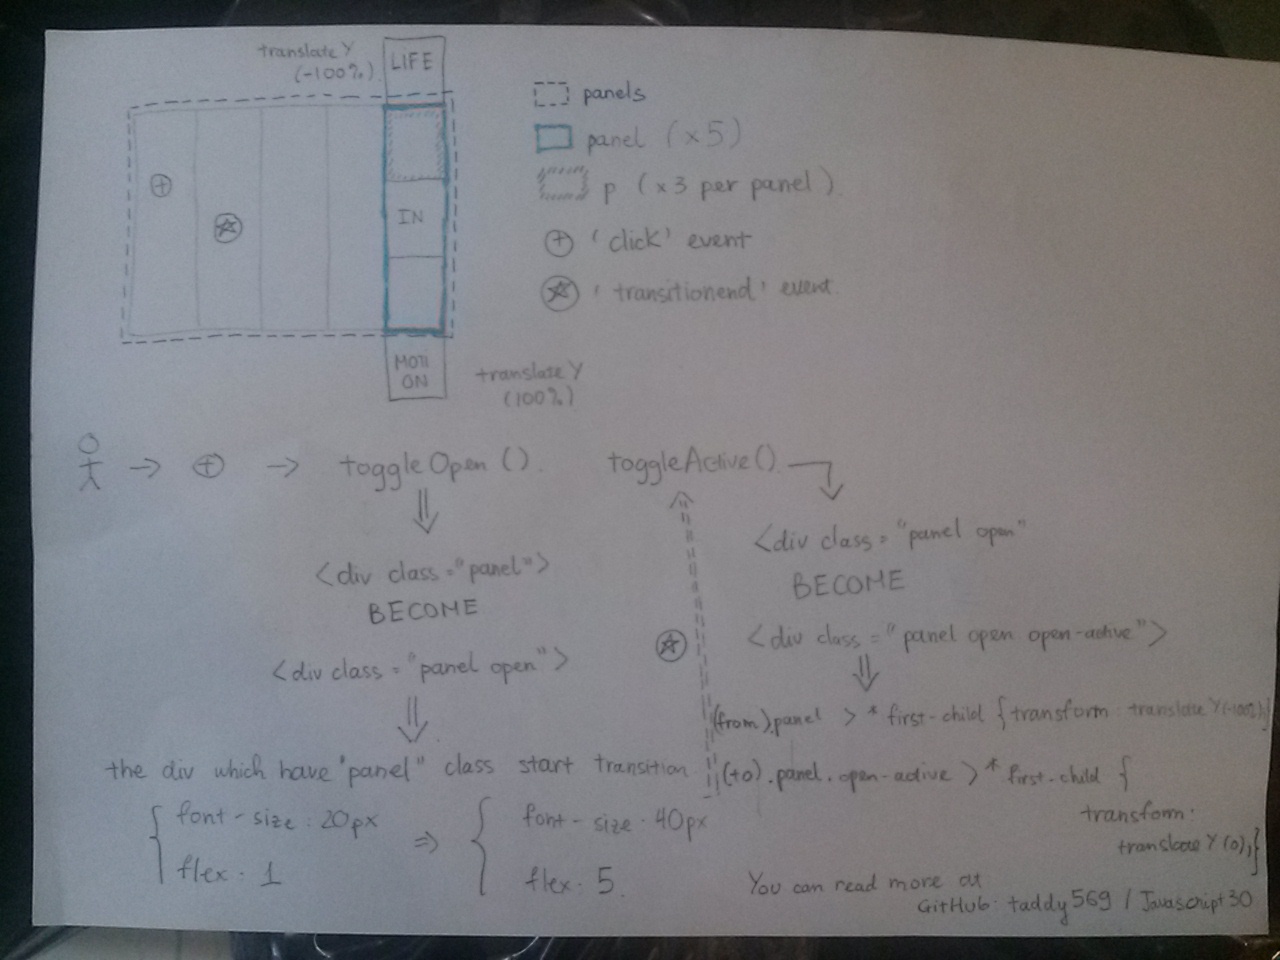 translate Y
(-100%)
LIFE
IN
MOTI
ON
translate Y
(100%)
panels
panel (x5)
p (x3 per panel)
'click' event
'transitionend' event
toggleOpen().
<div class="panel">
BECOME
<div class="panel open">
the div which have "panel" class start transition
font-size: 20px
flex: 1
font-size: 40px
flex: 5.
toggleActive()
<div class="panel open"
BECOME
<div class="panel open open-active">
(from).panel > * first-child {transform: translateY(-100%);}
(to).panel.open-active > * first-child {
transform:
translateY(0);}
You can read more at
GitHub: taddy569 / Javascript30